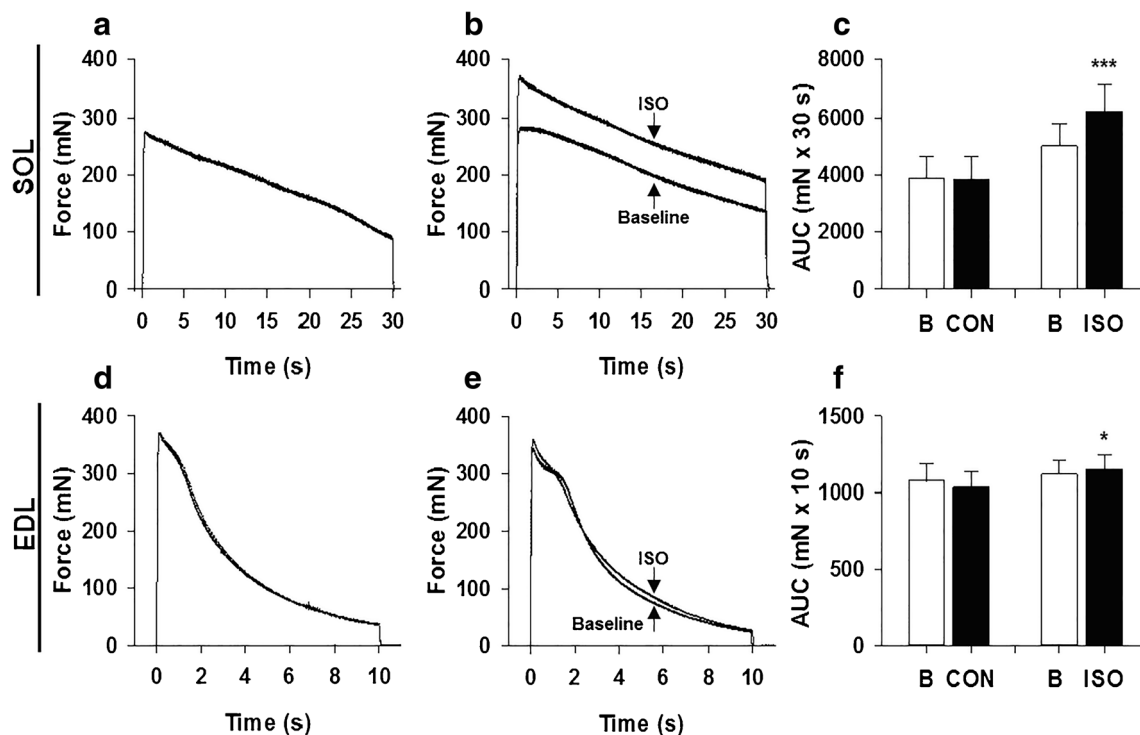 SOL
a
400
300
200
100
0
Force (mN)
0 5 10 15 20 25 30
Time (s)
b
400
300
200
100
0
Force (mN)
ISO
Baseline
0 5 10 15 20 25 30
Time (s)
c
8000
6000
4000
2000
0
AUC (mN x 30 s)
***
B CON B ISO
EDL
d
400
300
200
100
0
Force (mN)
0 2 4 6 8 10
Time (s)
e
400
300
200
100
0
Force (mN)
ISO
Baseline
0 2 4 6 8 10
Time (s)
f
1500
1000
500
0
AUC (mN x 10 s)
*
B CON B ISO